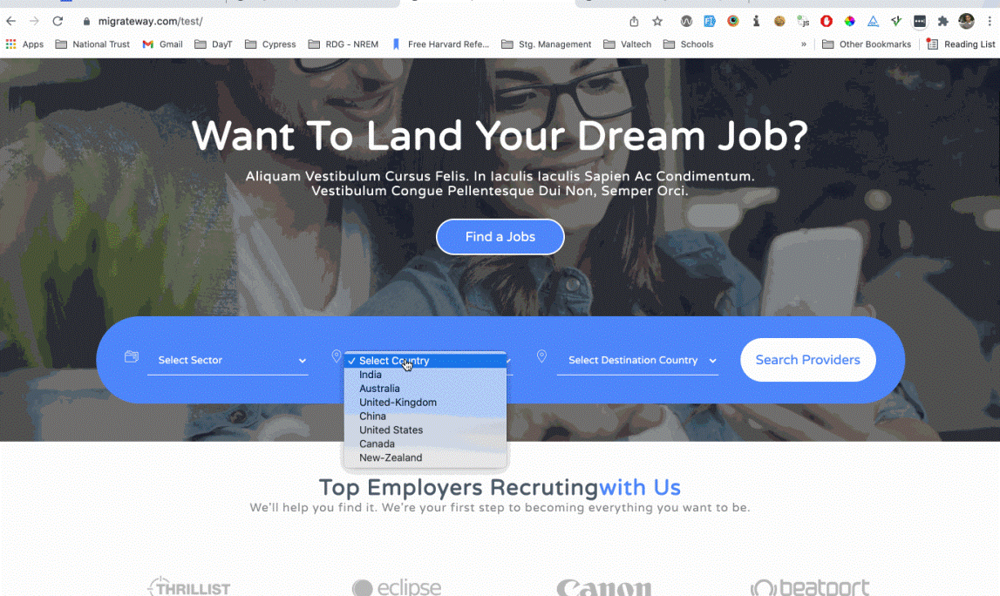 migrateway.com/test/
Apps National Trust Gmail DayT Cypress RDG - NREM Free Harvard Refe... Stg. Management Valtech Schools » Other Bookmarks Reading List
Want To Land Your Dream Job?
Aliquam Vestibulum Cursus Felis. In Iaculis Iaculis Sapien Ac Condimentum.
Vestibulum Congue Pellentesque Dui Non, Semper Orci.
Find a Jobs
Select Sector
✓ Select Country
India
Australia
United-Kingdom
China
United States
Canada
New-Zealand
Select Destination Country
Search Providers
Top Employers Recrutingwith Us
We'll help you find it. We're your first step to becoming everything you want to be.
THRILLIST eclipse Canon beatport